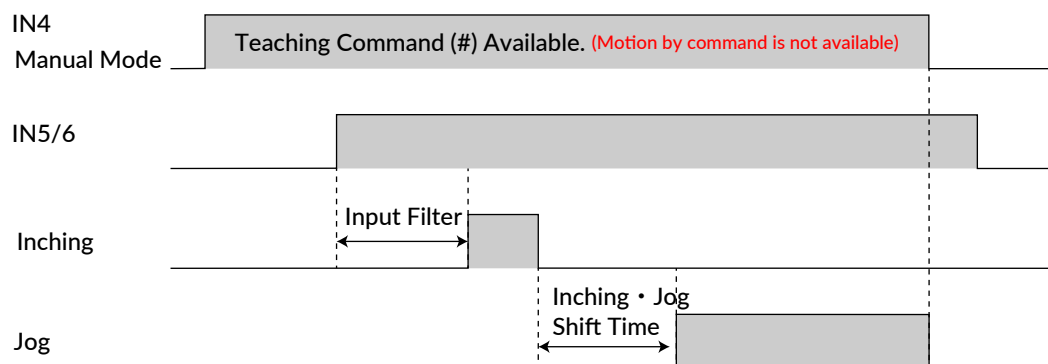 IN4
Manual Mode
Teaching Command (#) Available. (Motion by command is not available)
IN5/6
Input Filter
Inching
Inching・Jog
Shift Time
Jog